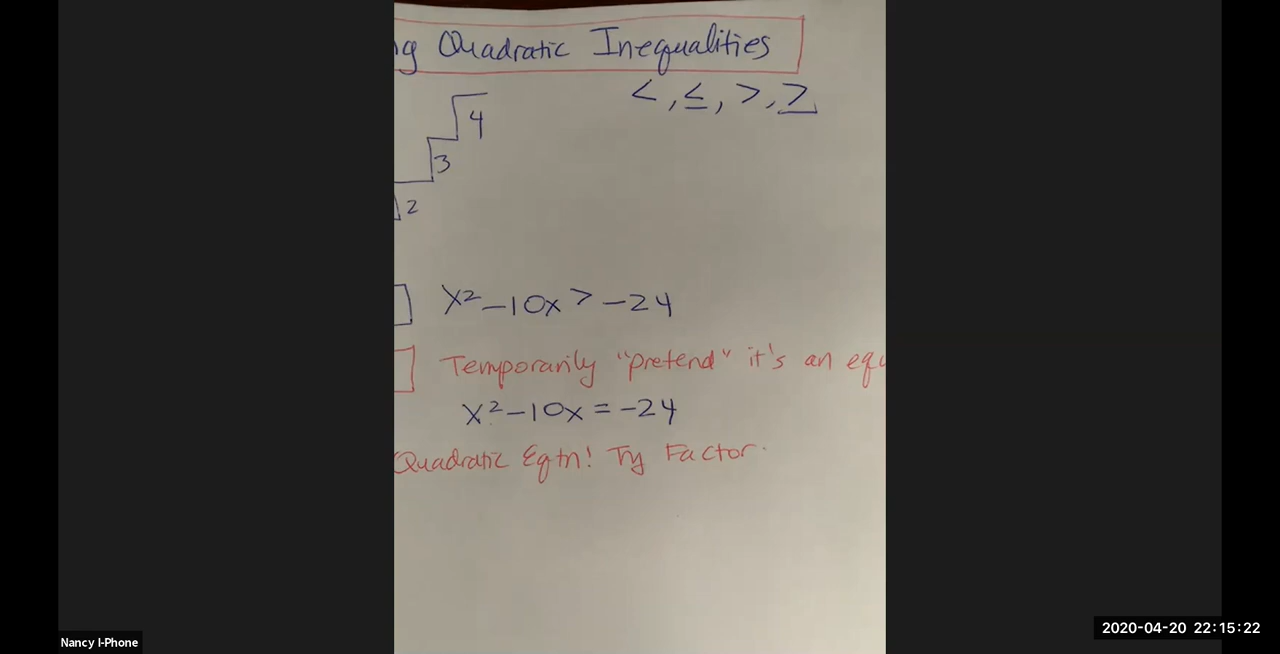 g Quadratic Inequalities
<, ≤, >, ≥
4
3
2
x² - 10x > -24
Temporarily "pretend" it's an equ
x² - 10x = -24
Quadratic Eqtn! Try Factor.
Nancy I-Phone
2020-04-20 22:15:22